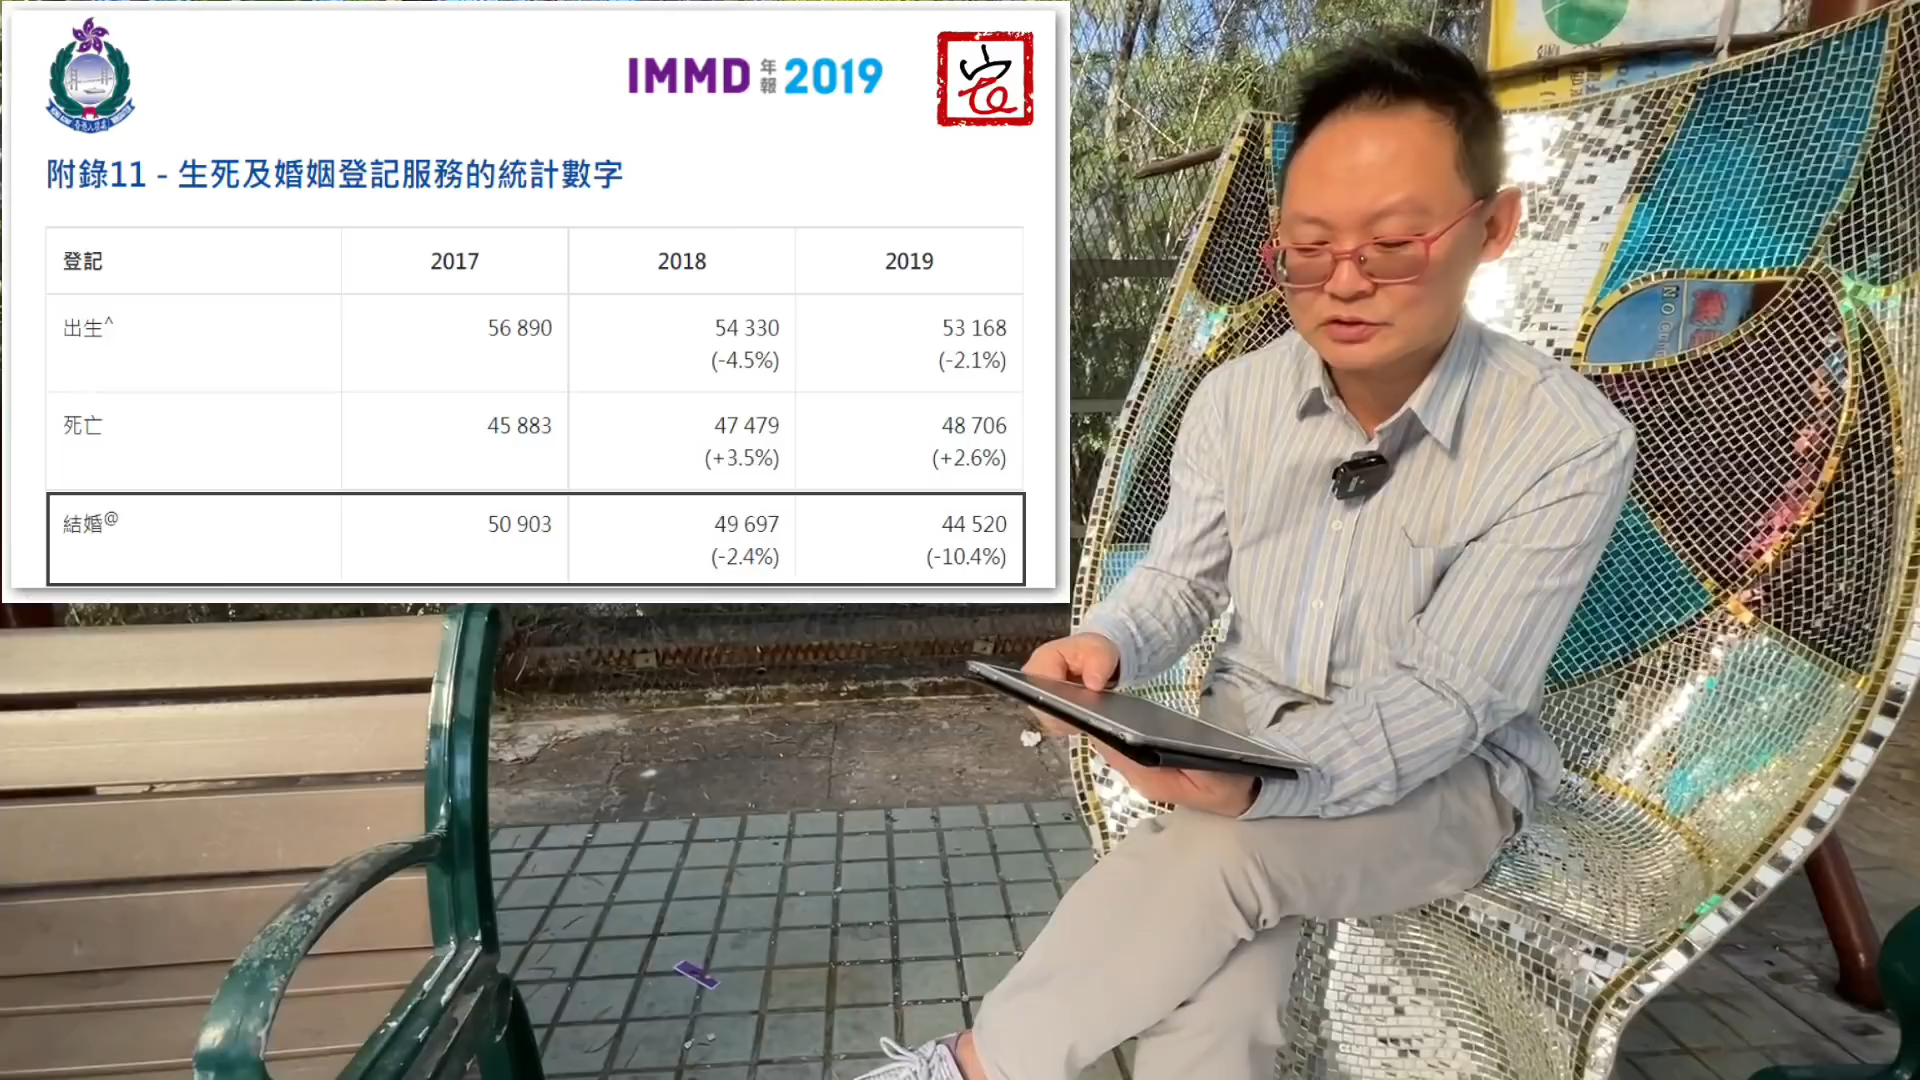 IMMD 年報 2019
宕
附錄11 - 生死及婚姻登記服務的統計數字
登記 2017 2018 2019
出生^ 56 890 54 330 53 168
(-4.5%) (-2.1%)
死亡 45 883 47 479 48 706
(+3.5%) (+2.6%)
結婚@ 50 903 49 697 44 520
(-2.4%) (-10.4%)
NO